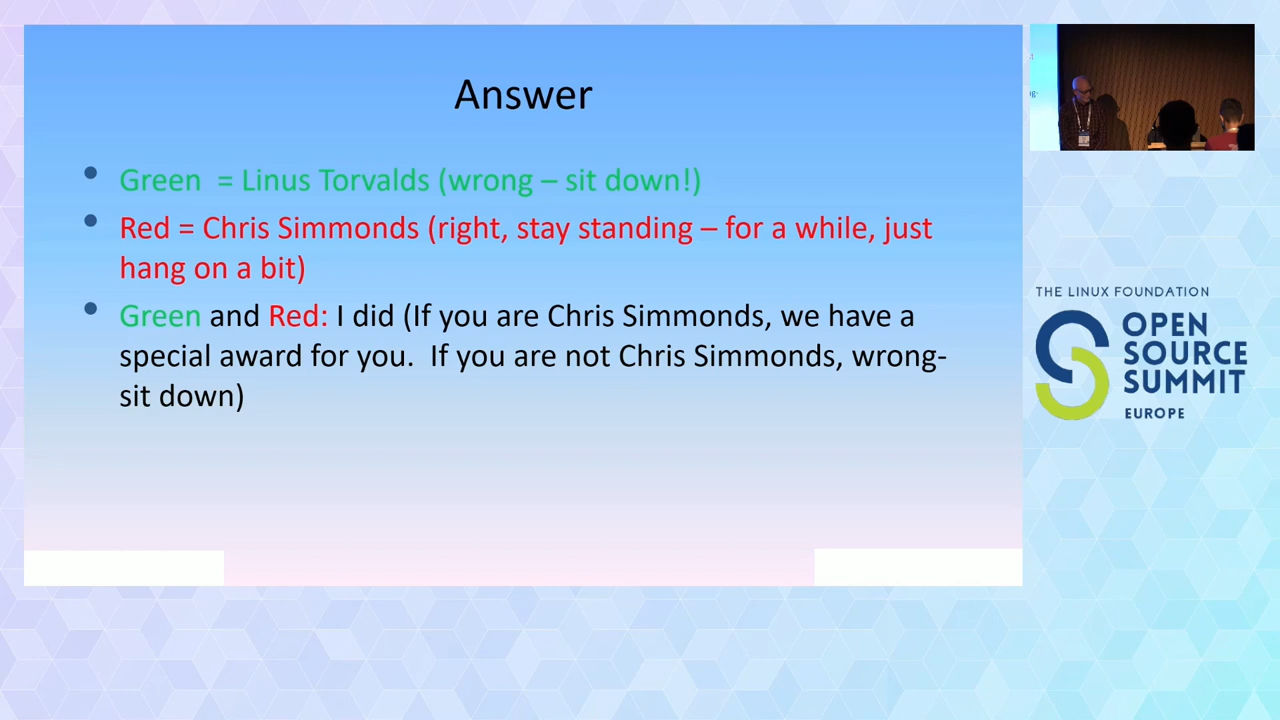 Answer
Green = Linus Torvalds (wrong – sit down!)
Red = Chris Simmonds (right, stay standing – for a while, just
hang on a bit)
Green and Red: I did (If you are Chris Simmonds, we have a
special award for you. If you are not Chris Simmonds, wrong-
sit down)
THE LINUX FOUNDATION
OPEN
SOURCE
SUMMIT
EUROPE